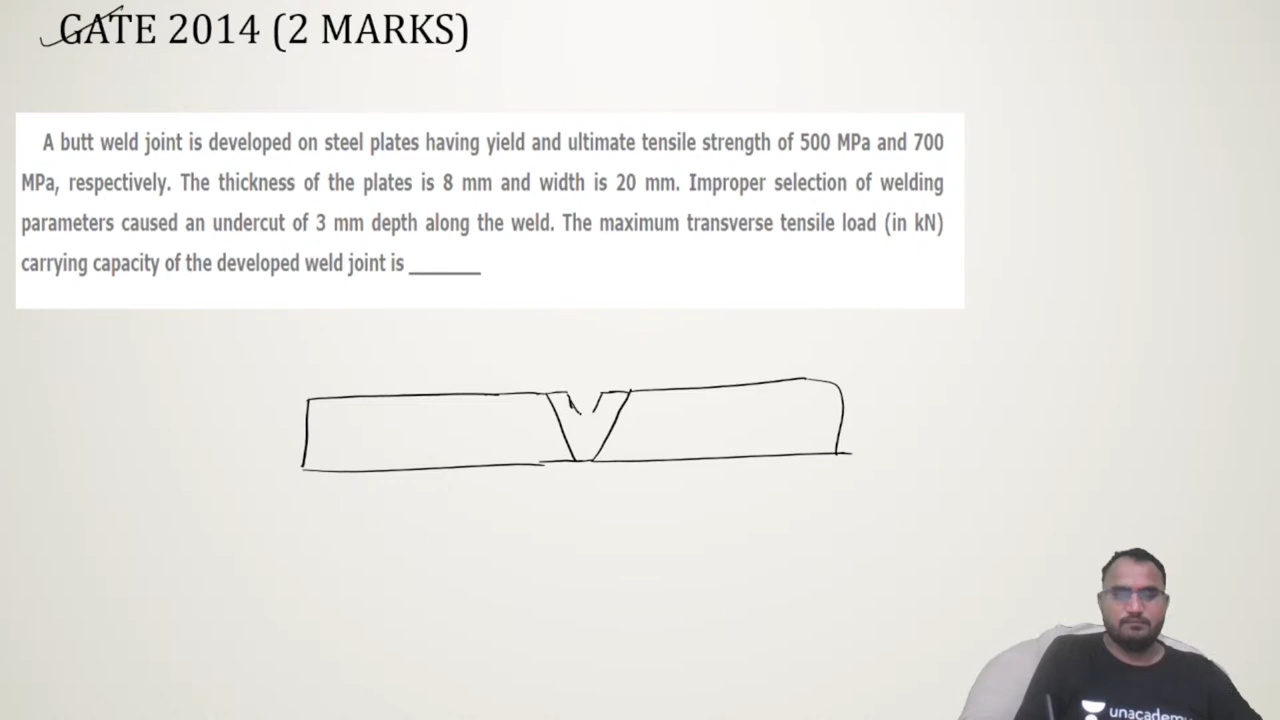 GATE 2014 (2 MARKS)
A butt weld joint is developed on steel plates having yield and ultimate tensile strength of 500 MPa and 700
MPa, respectively. The thickness of the plates is 8 mm and width is 20 mm. Improper selection of welding
parameters caused an undercut of 3 mm depth along the weld. The maximum transverse tensile load (in kN)
carrying capacity of the developed weld joint is ________
unacademy